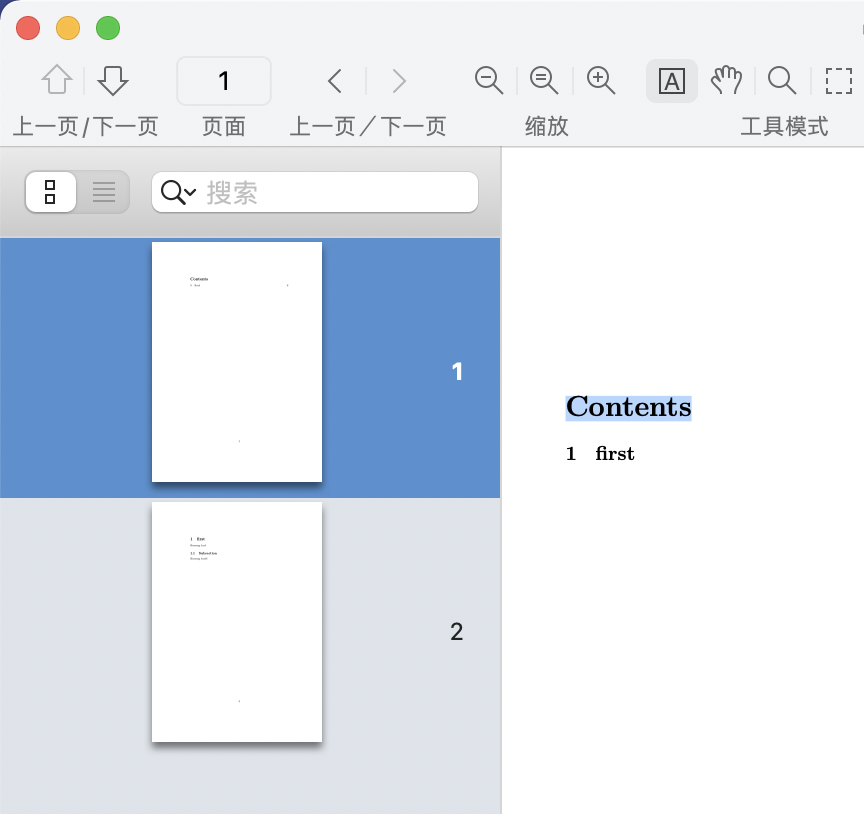 1
上一页/下一页
页面
上一页／下一页
缩放
A
工具模式
搜索
Contents
1 first
1
1 first
1.1 Subsection
2
Contents
1 first